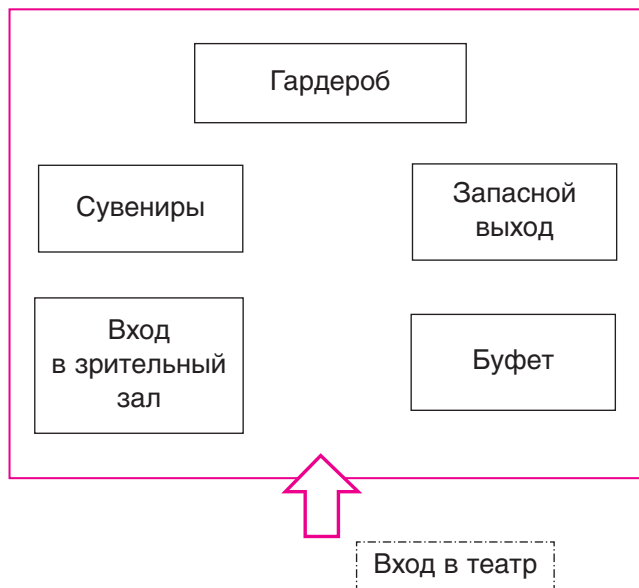 Гардероб
Сувениры
Запасной
выход
Вход
в зрительный
зал
Буфет
Вход в театр